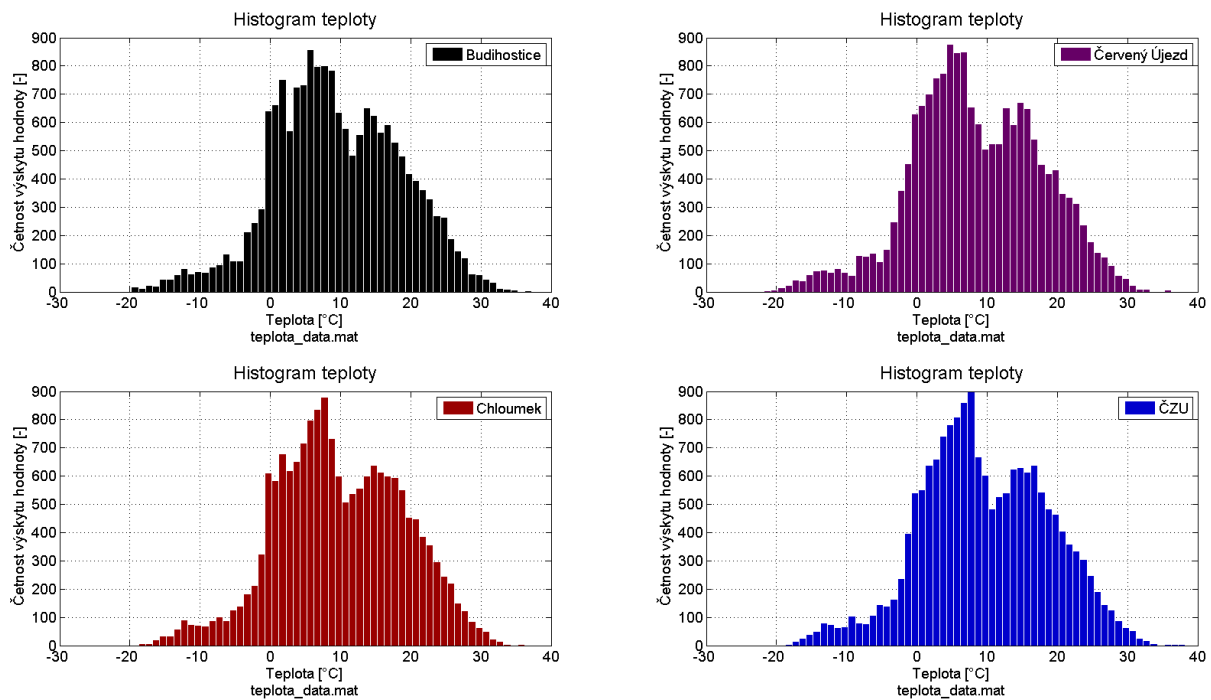 Histogram teploty
900
800
700
600
500
400
300
200
100
0
Četnost výskytu hodnoty [-]
Budihostice
-30 -20 -10 0 10 20 30 40
Teplota [°C]
teplota_data.mat
Histogram teploty
900
800
700
600
500
400
300
200
100
0
Četnost výskytu hodnoty [-]
Červený Újezd
-30 -20 -10 0 10 20 30 40
Teplota [°C]
teplota_data.mat
Histogram teploty
900
800
700
600
500
400
300
200
100
0
Četnost výskytu hodnoty [-]
Chloumek
-30 -20 -10 0 10 20 30 40
Teplota [°C]
teplota_data.mat
Histogram teploty
900
800
700
600
500
400
300
200
100
0
Četnost výskytu hodnoty [-]
ČZU
-30 -20 -10 0 10 20 30 40
Teplota [°C]
teplota_data.mat